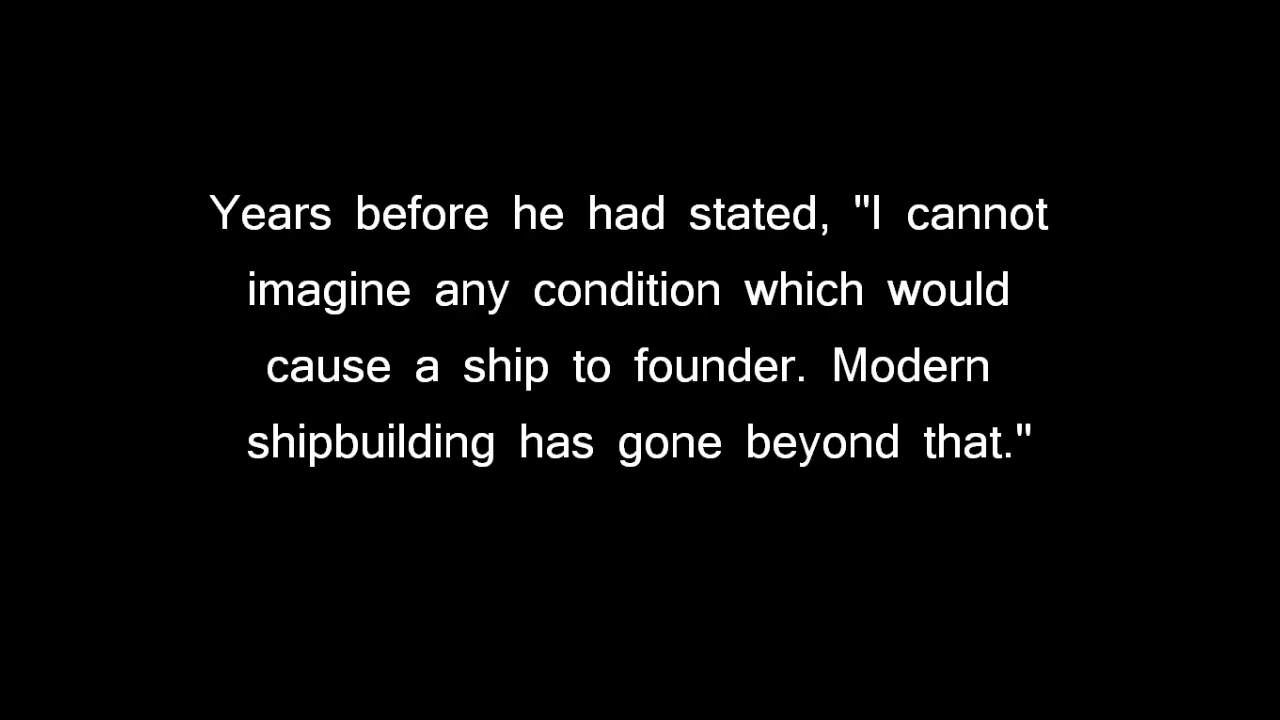 Years before he had stated, "I cannot
imagine any condition which would
cause a ship to founder. Modern
shipbuilding has gone beyond that."